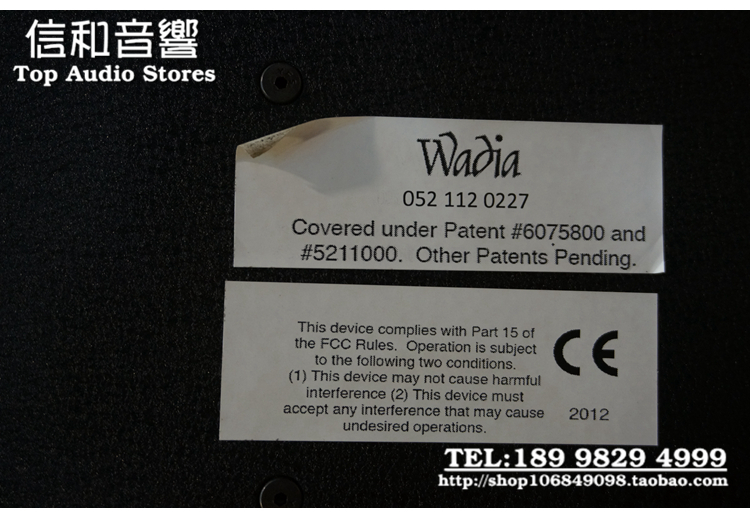 信和音響
Top Audio Stores
Wadia
052 112 0227
Covered under Patent #6075800 and
#5211000. Other Patents Pending.
This device complies with Part 15 of
the FCC Rules. Operation is subject
to the following two conditions.
(1) This device may not cause harmful
interference (2) This device must
accept any interference that may cause
undesired operations.
CE
2012
TEL:189 9829 4999
http://shop106849098.taobao.com/